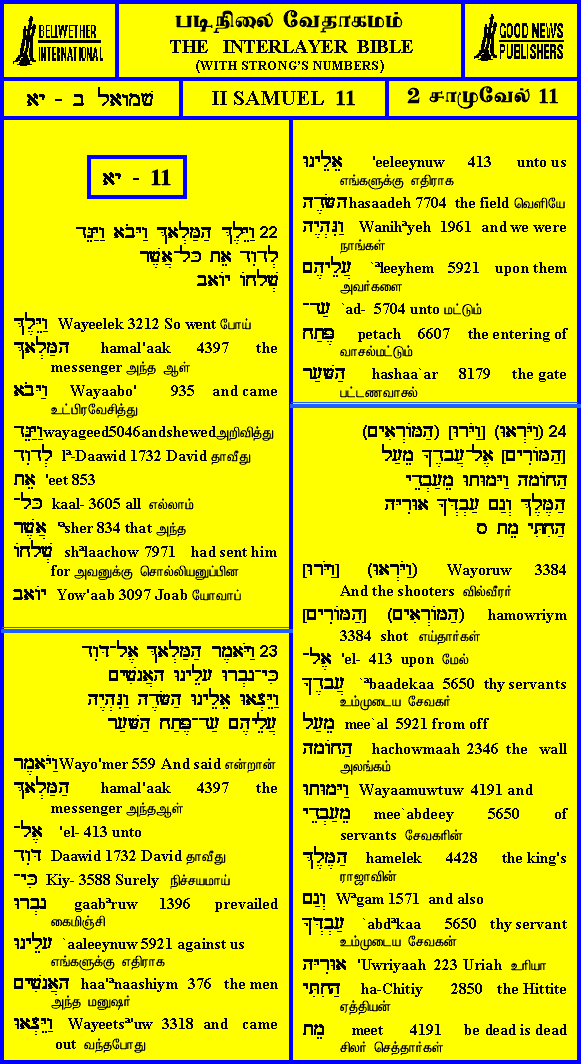 BELLWETHER
INTERNATIONAL
படிநிலை வேதாகமம்
THE INTERLAYER BIBLE
(WITH STRONG'S NUMBERS)
GOOD NEWS
PUBLISHERS
שמואל ב - יא
II SAMUEL 11
2 சாமுவேல் 11
יא - 11
22 וַיֵּלֶךְ הַמַּלְאָךְ וַיָּבֹא וַיַּגֵּד
לְדָוִד אֵת כָּל־אֲשֶׁר
שְׁלָחוֹ יוֹאָב
וַיֵּלֶךְ Wayeelek 3212 So went போய்
הַמַּלְאָךְ hamal'aak 4397 the
messenger அந்த ஆள்
וַיָּבֹא Wayaabo' 935 and came
உட்பிரவேசித்து
וַיַּגֵּד wayageed5046andshewedஅறிவித்து
לְדָוִד lª-Daawid 1732 David தாவீது
אֵת 'eet 853
כָּל־ kaal- 3605 all எல்லாம்
אֲשֶׁר ªsher 834 that அந்த
שְׁלָחוֹ shªlaachow 7971 had sent him
for அவனுக்கு சொல்லியனுப்பின
יוֹאָב Yow'aab 3097 Joab யோவாப்
23 וַיֹּאמֶר הַמַּלְאָךְ אֶל־דָּוִד
כִּי־גָבְרוּ עָלֵינוּ הָאֲנָשִׁים
וַיֵּצְאוּ אֵלֵינוּ הַשָּׂדֶה וַנִּהְיֶה
עֲלֵיהֶם עַד־פֶּתַח הַשָּׁעַר
וַיֹּאמֶר Wayo'mer 559 And said என்றான்
הַמַּלְאָךְ hamal'aak 4397 the
messenger அந்தஆள்
אֶל־ 'el- 413 unto
דָּוִד Daawid 1732 David தாவீது
כִּי־ Kiy- 3588 Surely நிச்சயமாய்
גָבְרוּ gaabªruw 1396 prevailed
கைமிஞ்சி
עָלֵינוּ `aaleeynuw 5921 against us
எங்களுக்கு எதிராக
הָאֲנָשִׁים haa'ªnaashiym 376 the men
அந்த மனுஷர்
וַיֵּצְאוּ Wayeetsª'uw 3318 and came
out வந்தபோது
אֵלֵינוּ 'eeleeynuw 413 unto us
எங்களுக்கு எதிராக
הַשָּׂדֶה hasaadeh 7704 the field வெளியே
וַנִּהְיֶה Wanihªyeh 1961 and we were
நாங்கள்
עֲלֵיהֶם `ªleeyhem 5921 upon them
அவர்களை
עַד־ `ad- 5704 unto மட்டும்
פֶּתַח petach 6607 the entering of
வாசல்மட்டும்
הַשָּׁעַר hashaa`ar 8179 the gate
பட்டணவாசல்
24 (וַיֹּרְאוּ) [וַיֹּרוּ] (הַמּוֹרְאִים)
[הַמּוֹרִים] אֶל־עֲבָדֶךָ מֵעַל
הַחוֹמָה וַיָּמוּתוּ מֵעַבְדֵי
הַמֶּלֶךְ וְגַם עַבְדְּךָ אוּרִיָּה
הַחִתִּי מֵת ס
(וַיֹּרְאוּ) [וַיֹּרוּ] Wayoruw 3384
And the shooters வில்வீரர்
(הַמּוֹרְאִים) [הַמּוֹרִים] hamowriym
3384 shot எய்தார்கள்
אֶל־ 'el- 413 upon மேல்
עֲבָדֶךָ `ªbaadekaa 5650 thy servants
உம்முடைய சேவகர்
מֵעַל mee`al 5921 from off
הַחוֹמָה hachowmaah 2346 the wall
அலங்கம்
וַיָּמוּתוּ Wayaamuwtuw 4191 and
מֵעַבְדֵי mee`abdeey 5650 of
servants சேவகரின்
הַמֶּלֶךְ hamelek 4428 the king's
ராஜாவின்
וְגַם Wªgam 1571 and also
עַבְדְּךָ `abdªkaa 5650 thy servant
உம்முடைய சேவகன்
אוּרִיָּה 'Uwriyaah 223 Uriah உரியா
הַחִתִּי ha-Chitiy 2850 the Hittite
ஏத்தியன்
מֵת meet 4191 be dead is dead
சிலர் செத்தார்கள்